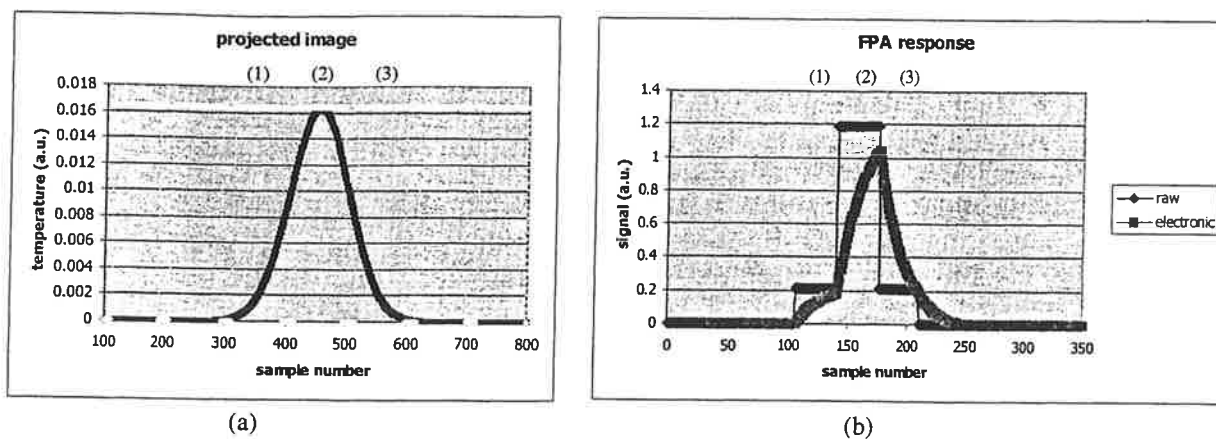 projected image
(1) (2) (3)
0.018
0.016
0.014
0.012
0.01
0.008
0.006
0.004
0.002
0
temperature (a.u.)
100 200 300 400 500 600 700 800
sample number
(a)
FPA response
(1) (2) (3)
1.4
1.2
1
0.8
0.6
0.4
0.2
0
signal (a.u.)
0 50 100 150 200 250 300 350
sample number
raw
electronic
(b)